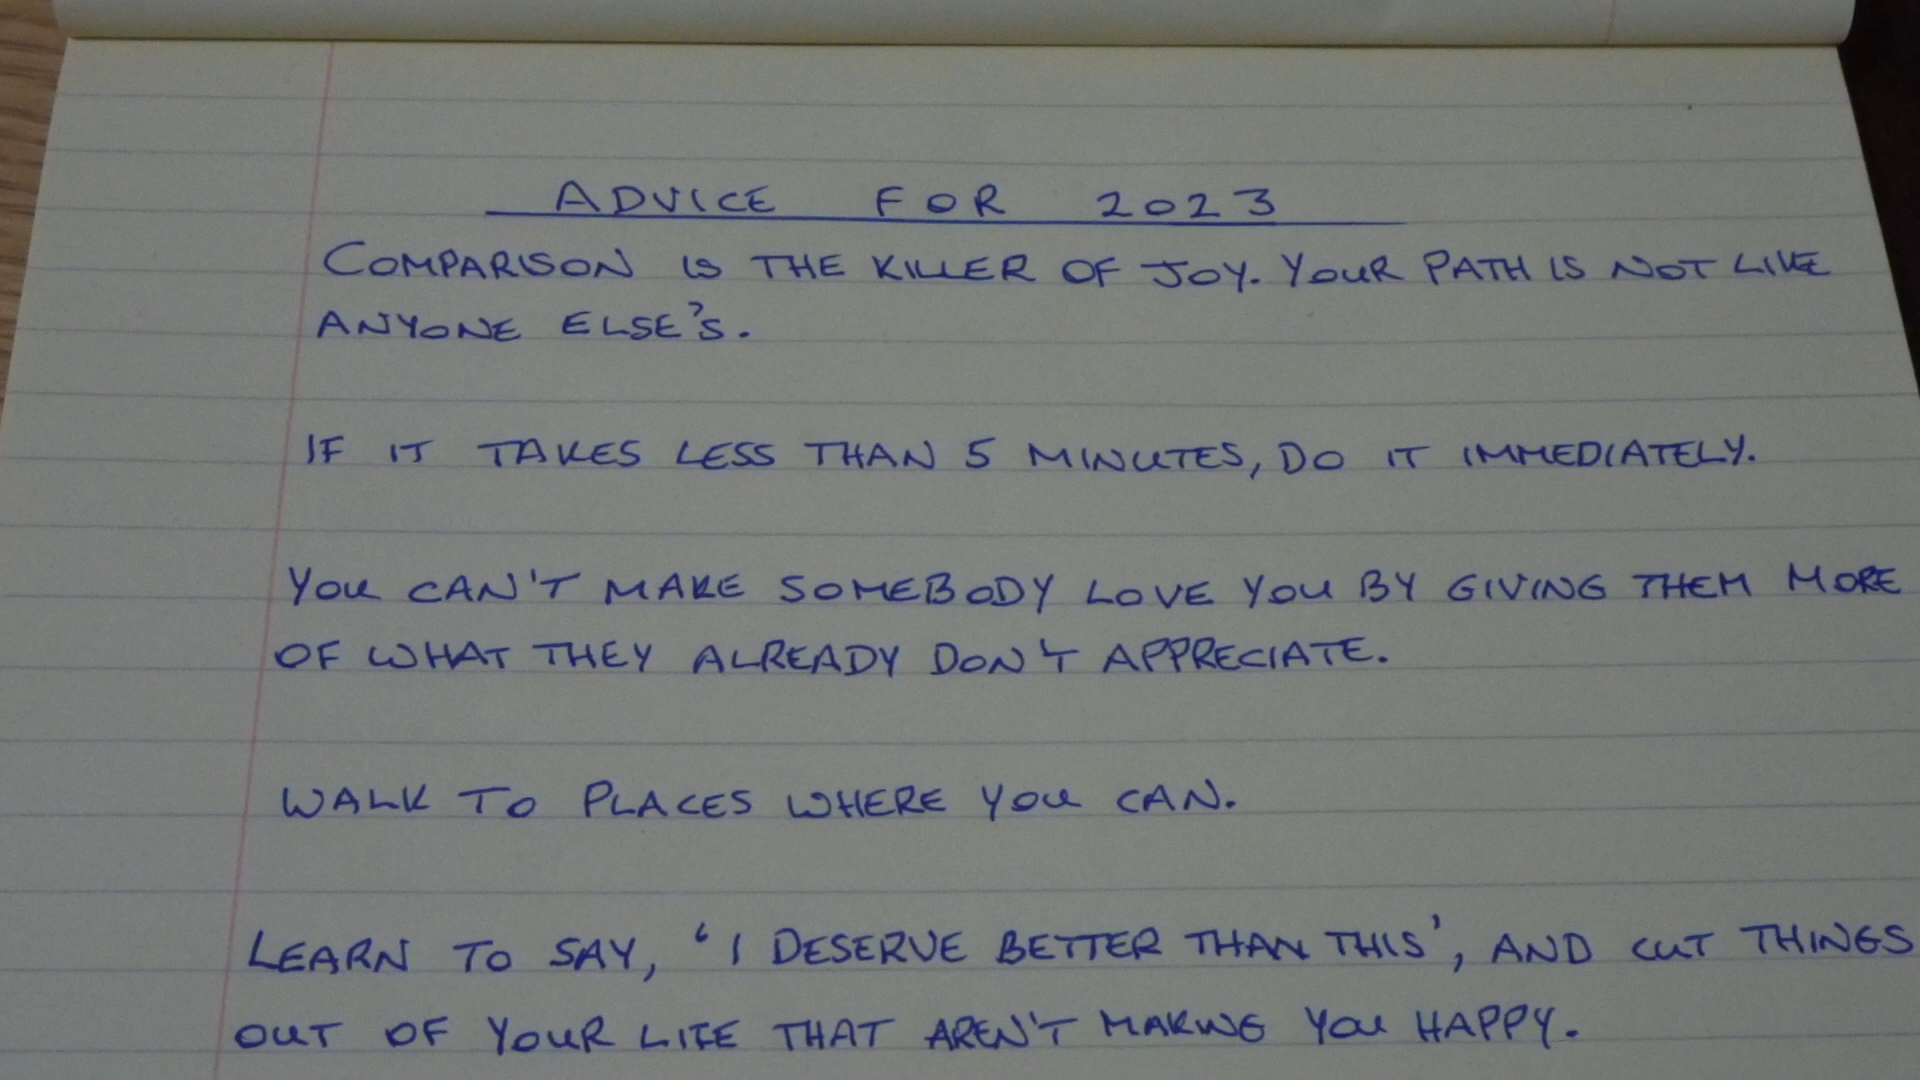 ADVICE FOR 2023
COMPARISON IS THE KILLER OF JOY. YOUR PATH IS NOT LIKE
ANYONE ELSE'S.
IF IT TAKES LESS THAN 5 MINUTES, DO IT IMMEDIATELY.
YOU CAN'T MAKE SOMEBODY LOVE YOU BY GIVING THEM MORE
OF WHAT THEY ALREADY DON'T APPRECIATE.
WALK TO PLACES WHERE YOU CAN.
LEARN TO SAY, 'I DESERVE BETTER THAN THIS', AND CUT THINGS
OUT OF YOUR LIFE THAT AREN'T MAKING YOU HAPPY.